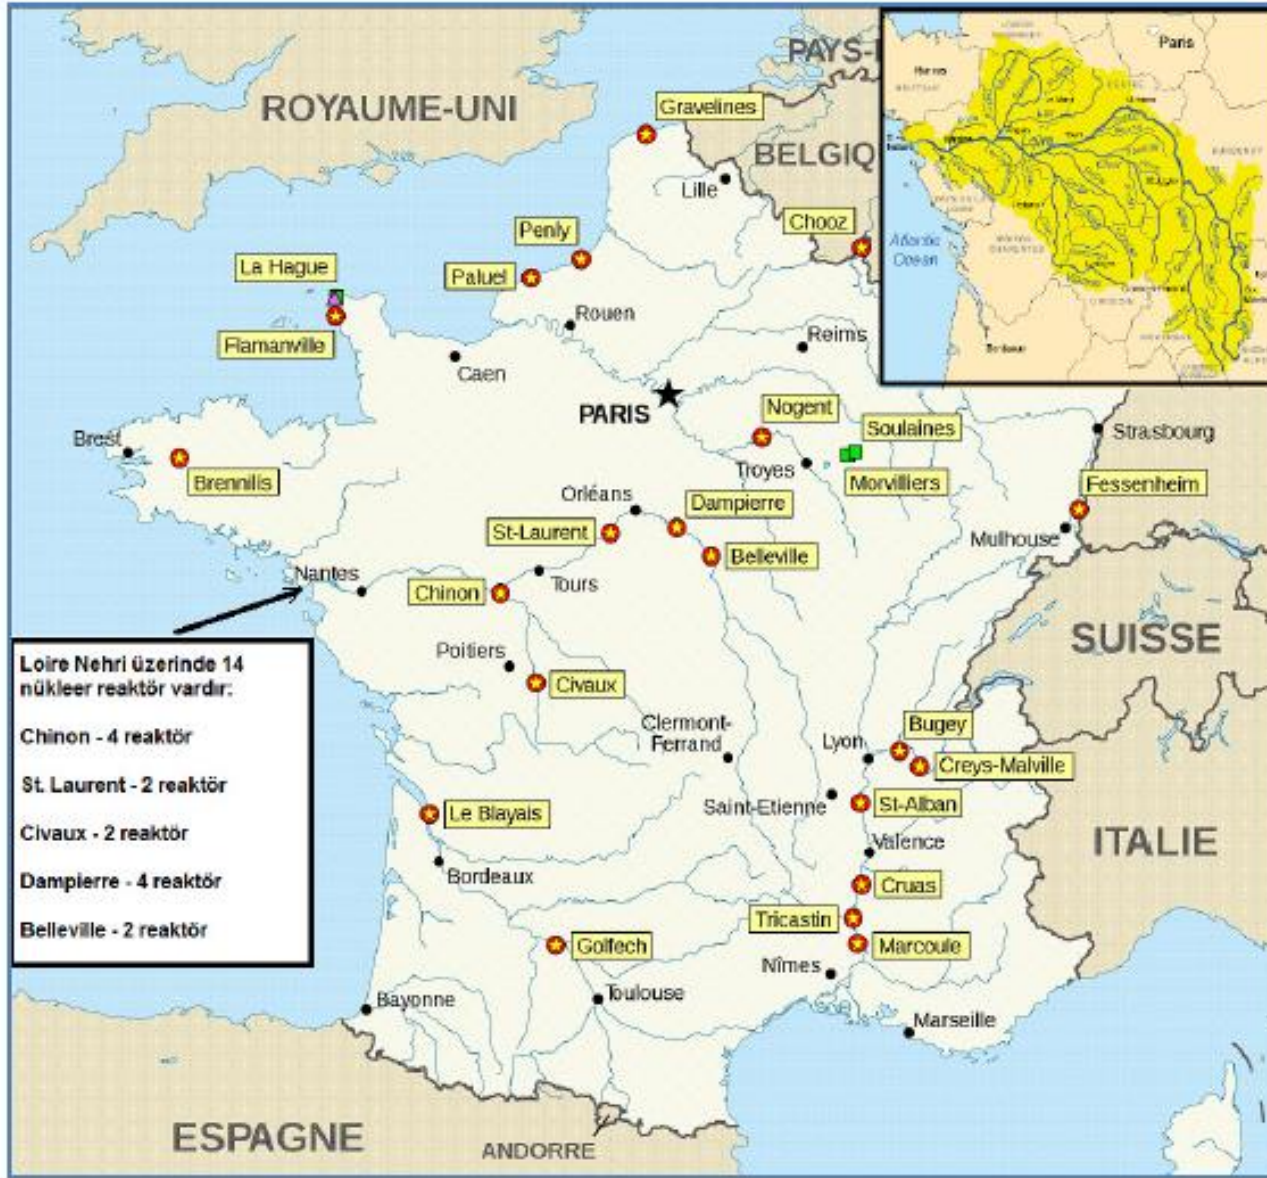 ROYAUME-UNI
PAYS-
Gravelines
BELGIQ
Lille
Penly
Chooz
La Hague
Paluel
Rouen
Flamanville
Reims
Caen
PARIS
Nogent
Soulaines
Strasbourg
Brest
Troyes
Morvilliers
Brennilis
Fessenheim
Orléans
Dampierre
St-Laurent
Mulhouse
Belleville
Nantes
Chinon
Tours
SUISSE
Poitiers
Civaux
Clermont-
Ferrand
Lyon
Bugey
Creys-Malville
Saint-Etienne
St-Alban
Le Blayais
Valence
ITALIE
Bordeaux
Cruas
Tricastin
Golfech
Marcoule
Nîmes
Bayonne
Toulouse
Marseille
ESPAGNE
ANDORRE
Loire Nehri üzerinde 14
nükleer reaktör vardır:
Chinon - 4 reaktör
St. Laurent - 2 reaktör
Civaux - 2 reaktör
Dampierre - 4 reaktör
Belleville - 2 reaktör
Paris
Atlantic
Ocean
Bordeaux